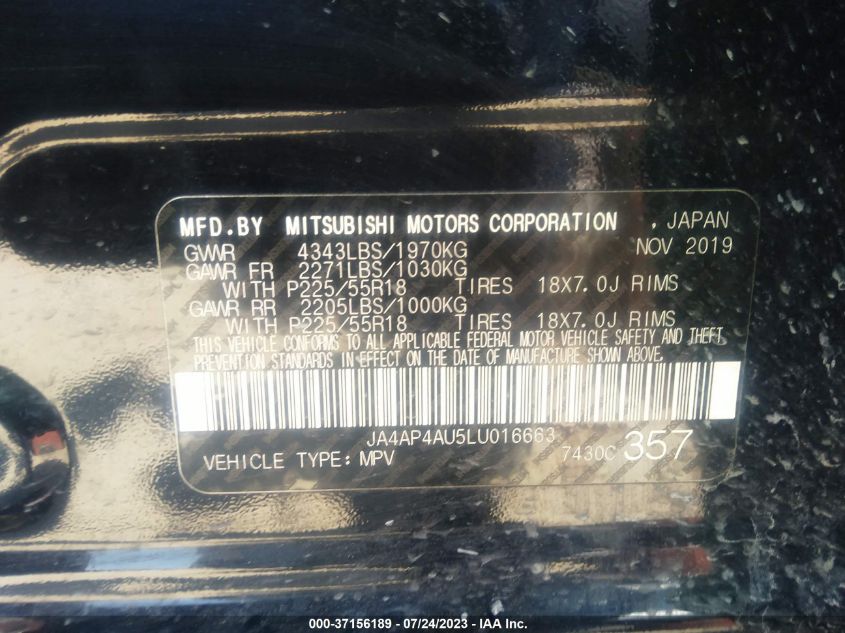 MFD.BY MITSUBISHI MOTORS CORPORATION , JAPAN
GVWR 4343LBS/1970KG NOV 2019
GAWR FR 2271LBS/1030KG
WITH P225/55R18 TIRES 18X7.0J RIMS
GAWR RR 2205LBS/1000KG
WITH P225/55R18 TIRES 18X7.0J RIMS
THIS VEHICLE CONFORMS TO ALL APPLICABLE FEDERAL MOTOR VEHICLE SAFETY AND THEFT
PREVENTION STANDARDS IN EFFECT ON THE DATE OF MANUFACTURE SHOWN ABOVE.
JA4AP4AU5LU016663
VEHICLE TYPE: MPV 7430C 357
000-37156189 - 07/24/2023 - IAA Inc.